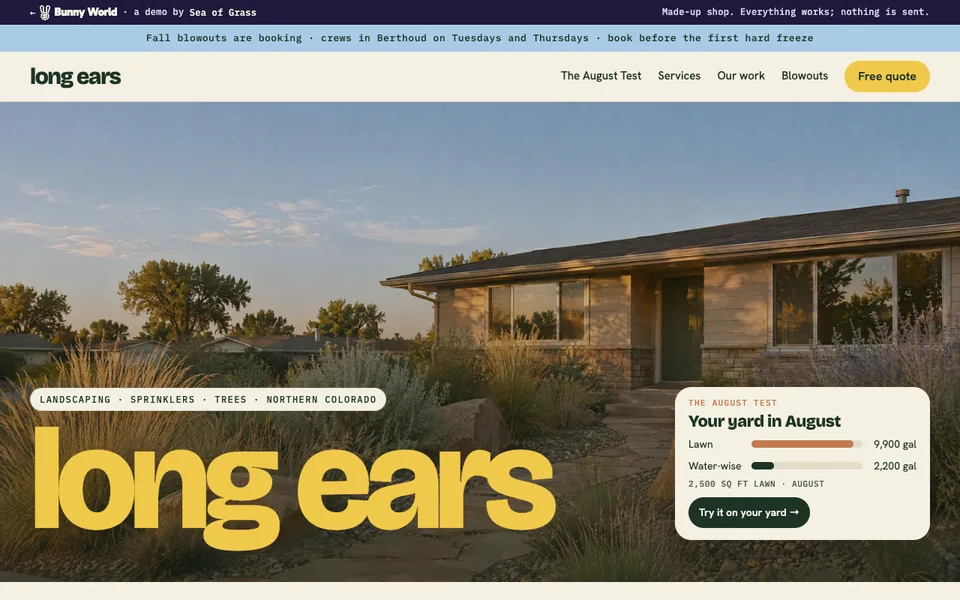 ← Bunny World · a demo by Sea of Grass
Made-up shop. Everything works; nothing is sent.
Fall blowouts are booking · crews in Berthoud on Tuesdays and Thursdays · book before the first hard freeze
long ears
The August Test
Services
Our work
Blowouts
Free quote
LANDSCAPING · SPRINKLERS · TREES · NORTHERN COLORADO
long ears
THE AUGUST TEST
Your yard in August
Lawn 9,900 gal
Water-wise 2,200 gal
2,500 SQ FT LAWN · AUGUST
Try it on your yard →